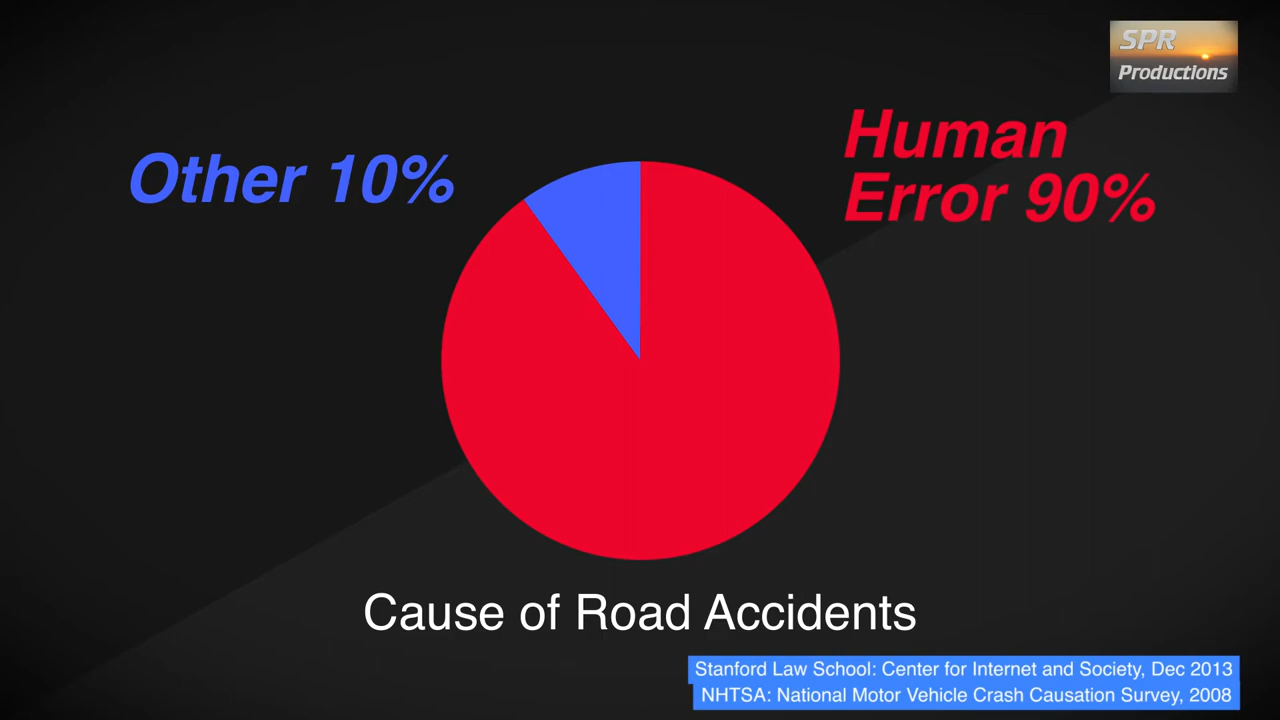 SPR
Productions
Other 10%
Human
Error 90%
Cause of Road Accidents
Stanford Law School: Center for Internet and Society, Dec 2013
NHTSA: National Motor Vehicle Crash Causation Survey, 2008